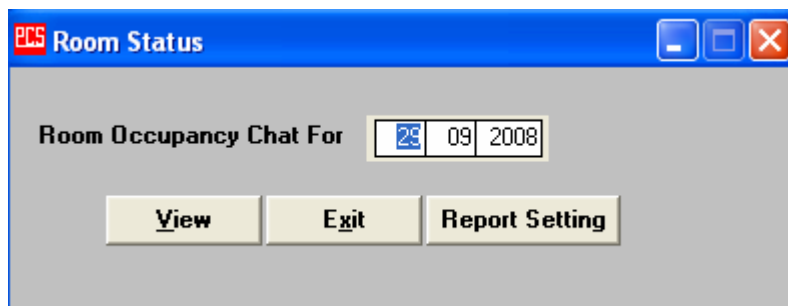 PCS Room Status
Room Occupancy Chat For 29 09 2008
View Exit Report Setting